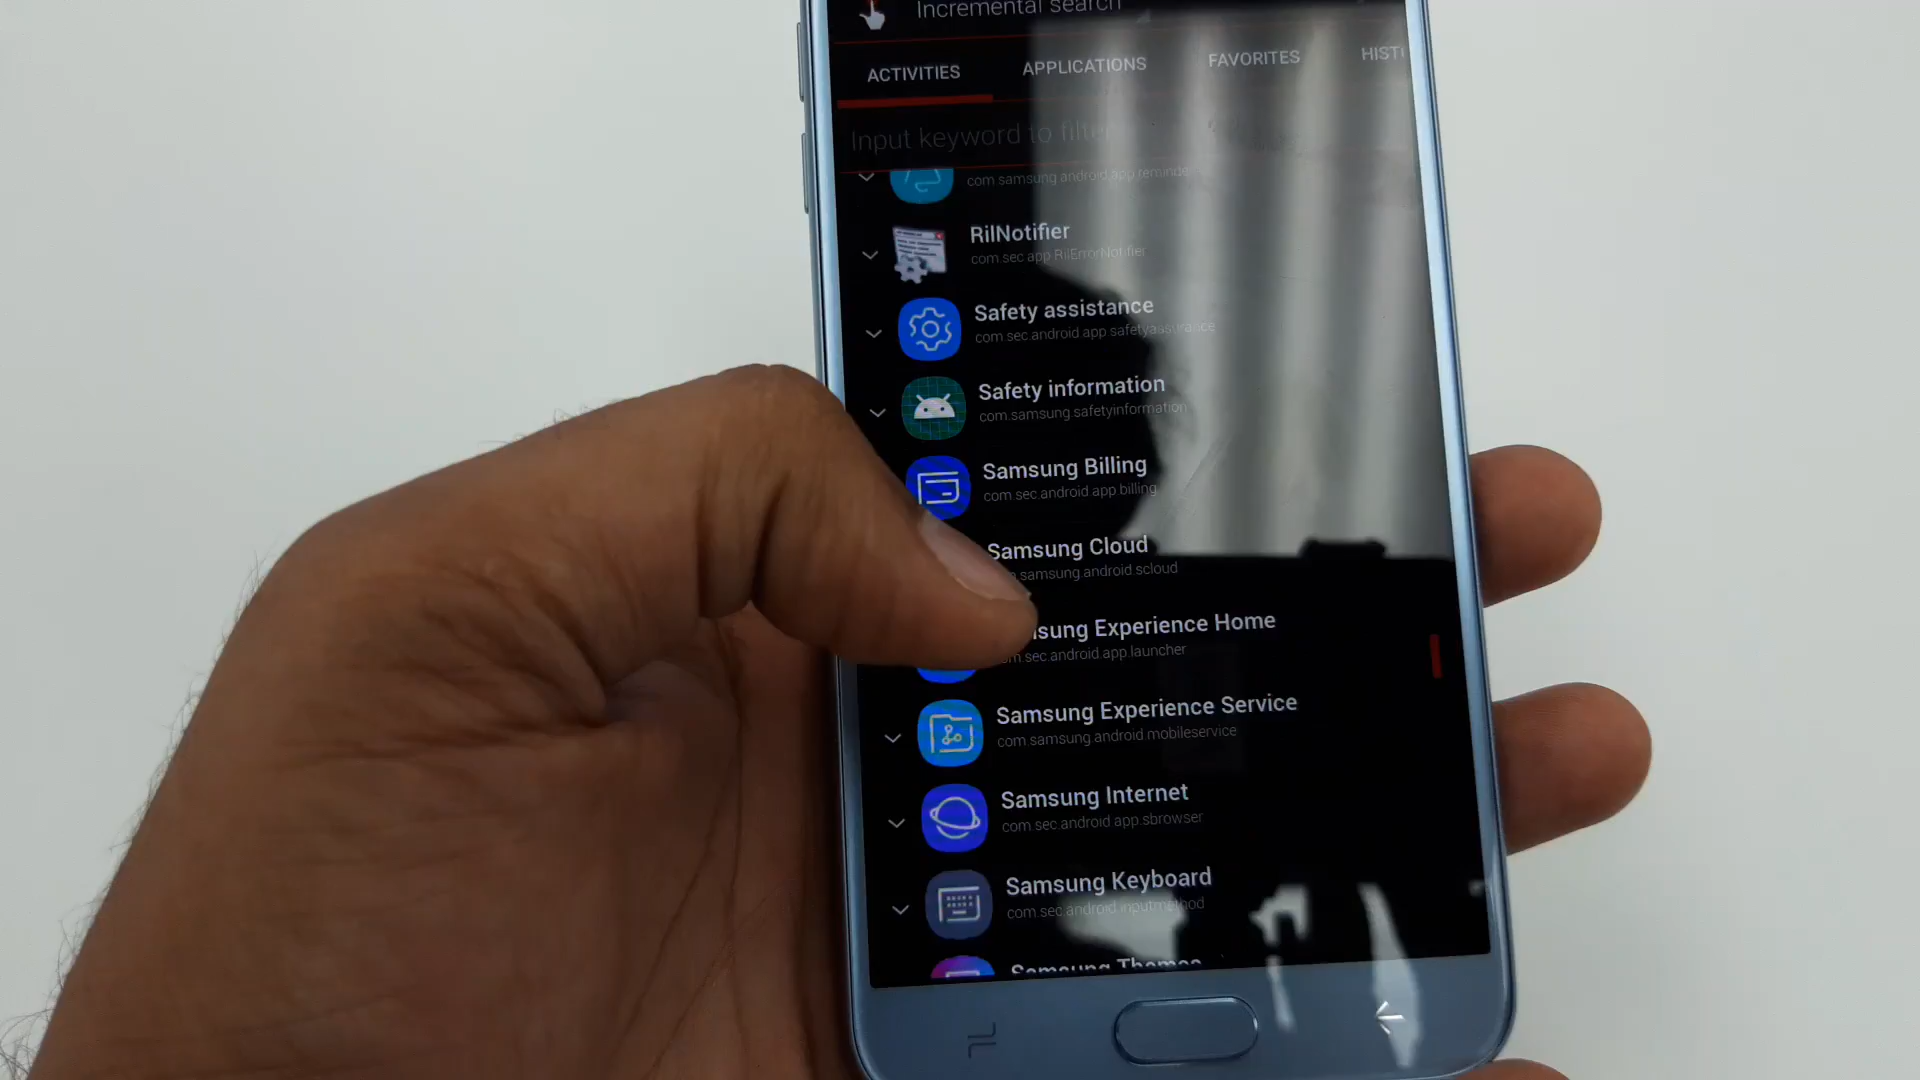 Incremental search
ACTIVITIES APPLICATIONS FAVORITES HIST
Input keyword to filter
com.samsung.android.app.reminder
RilNotifier
com.sec.app.RilErrorNotifier
Safety assistance
com.sec.android.app.safetyassurance
Safety information
com.samsung.safetyinformation
Samsung Billing
com.sec.android.app.billing
Samsung Cloud
samsung.android.scloud
sung Experience Home
.sec.android.app.launcher
Samsung Experience Service
com.samsung.android.mobileservice
Samsung Internet
com.sec.android.app.sbrowser
Samsung Keyboard
com.sec.android.inputmethod
Samsung Themes